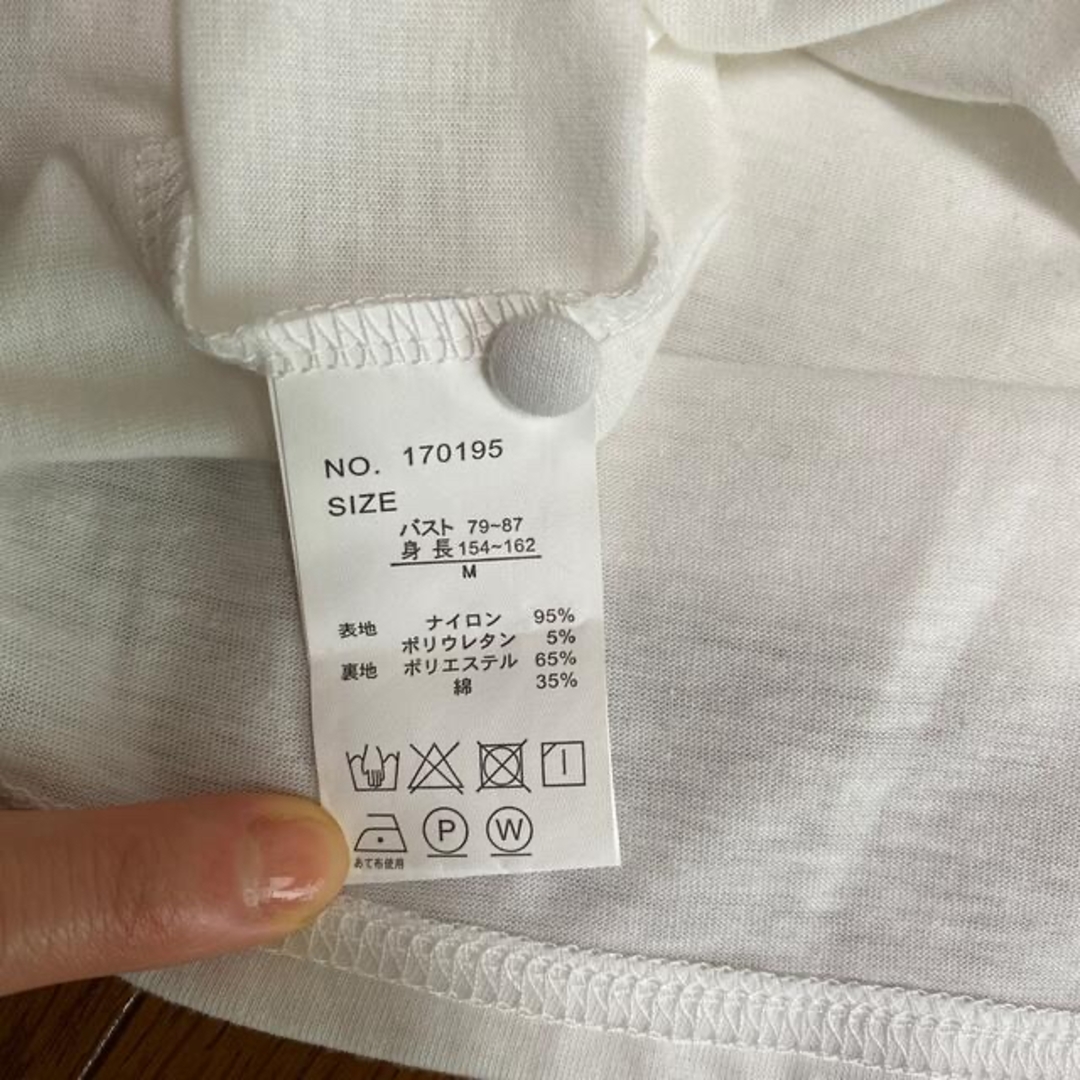 NO. 170195
SIZE
バスト 79~87
身 長 154~162
M
表地 ナイロン 95%
ポリウレタン 5%
裏地 ポリエステル 65%
綿 35%
P W
あて布使用